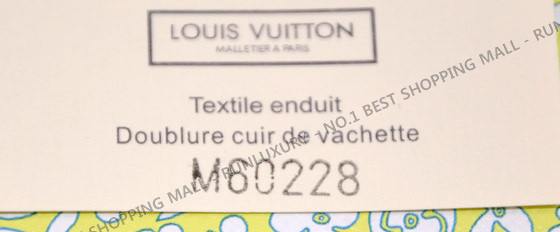 LOUIS VUITTON
MALLETIER A PARIS
Textile enduit
Doublure cuir de vachette
M60228
SHOPPING MALL - RUNLUXURY - NO.1 BEST SHOPPING MALL - RUN